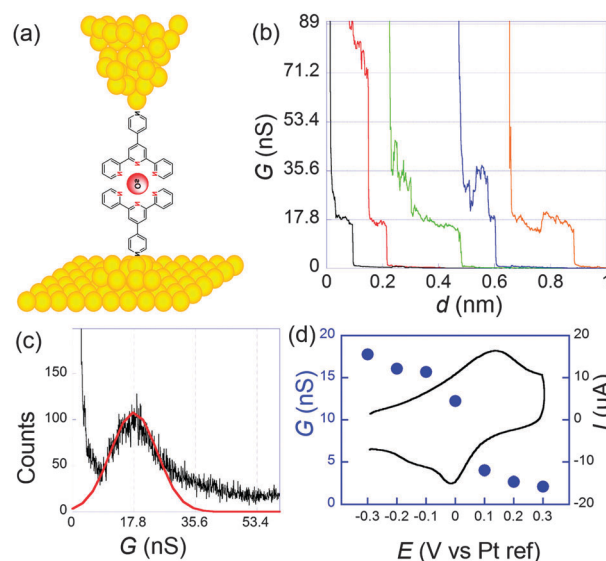 (a)
N
N
N N
N N
N
N
(b)
89
71.2
53.4
35.6
17.8
0
G (nS)
0 0.2 0.4 0.6 0.8 1
d (nm)
(c)
150
100
50
0
Counts
0 17.8 35.6 53.4
G (nS)
(d)
20
15
10
5
0
G (nS)
20
10
0
-10
-20
I (μA)
-0.3 -0.2 -0.1 0 0.1 0.2 0.3
E (V vs Pt ref)